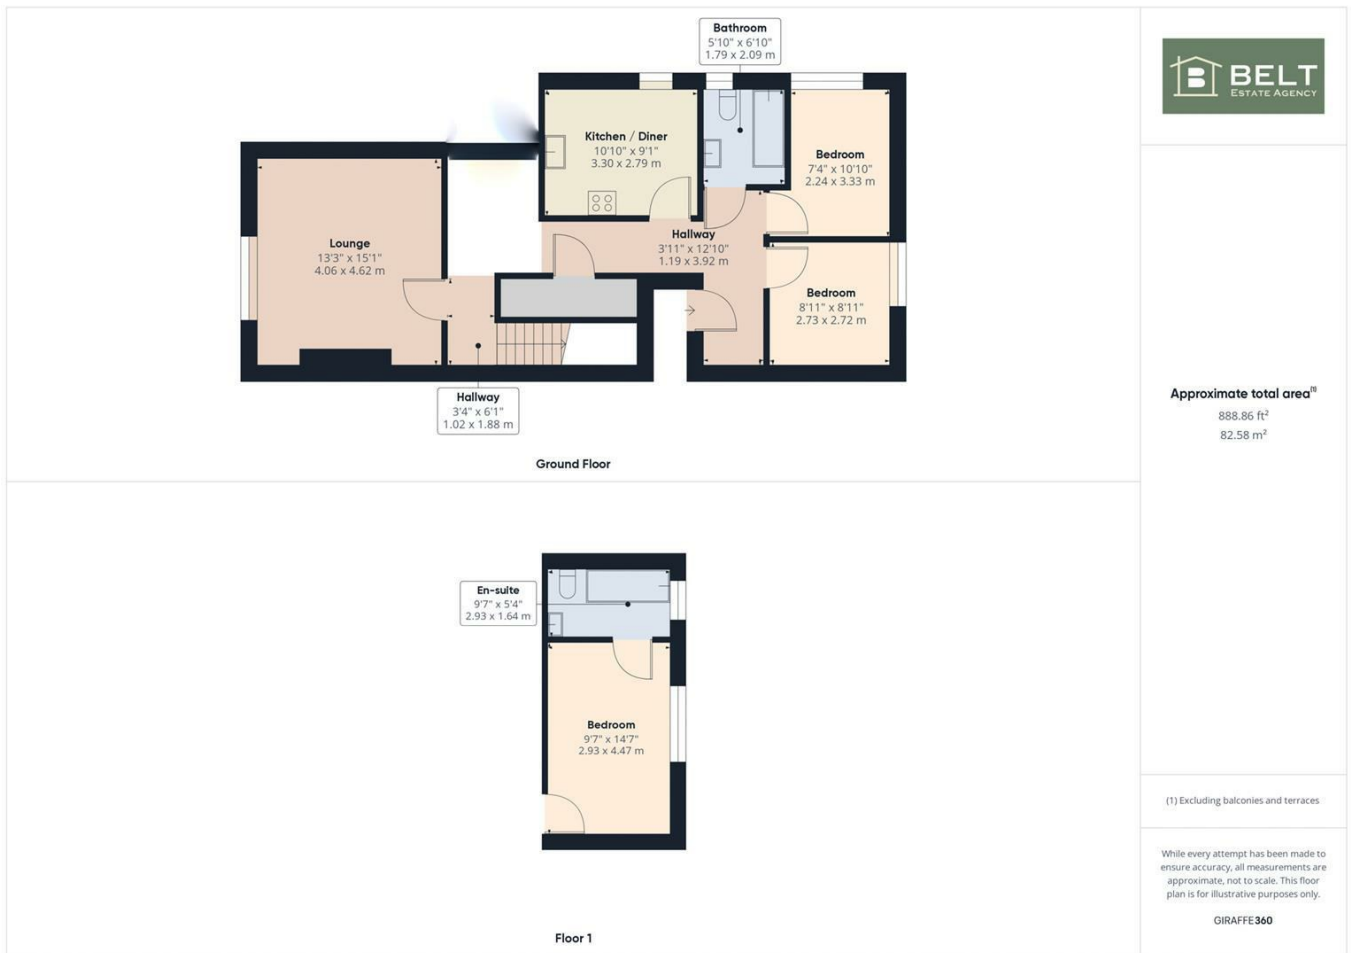 Bathroom
5'10" x 6'10"
1.79 x 2.09 m
Kitchen / Diner
10'10" x 9'1"
3.30 x 2.79 m
Bedroom
7'4" x 10'10"
2.24 x 3.33 m
Lounge
13'3" x 15'1"
4.06 x 4.62 m
Hallway
3'11" x 12'10"
1.19 x 3.92 m
Bedroom
8'11" x 8'11"
2.73 x 2.72 m
Hallway
3'4" x 6'1"
1.02 x 1.88 m
Ground Floor
En-suite
9'7" x 5'4"
2.93 x 1.64 m
Bedroom
9'7" x 14'7"
2.93 x 4.47 m
Floor 1
B BELT
ESTATE AGENCY
Approximate total area(1)
888.86 ft²
82.58 m²
(1) Excluding balconies and terraces
While every attempt has been made to
ensure accuracy, all measurements are
approximate, not to scale. This floor
plan is for illustrative purposes only.
GIRAFFE360